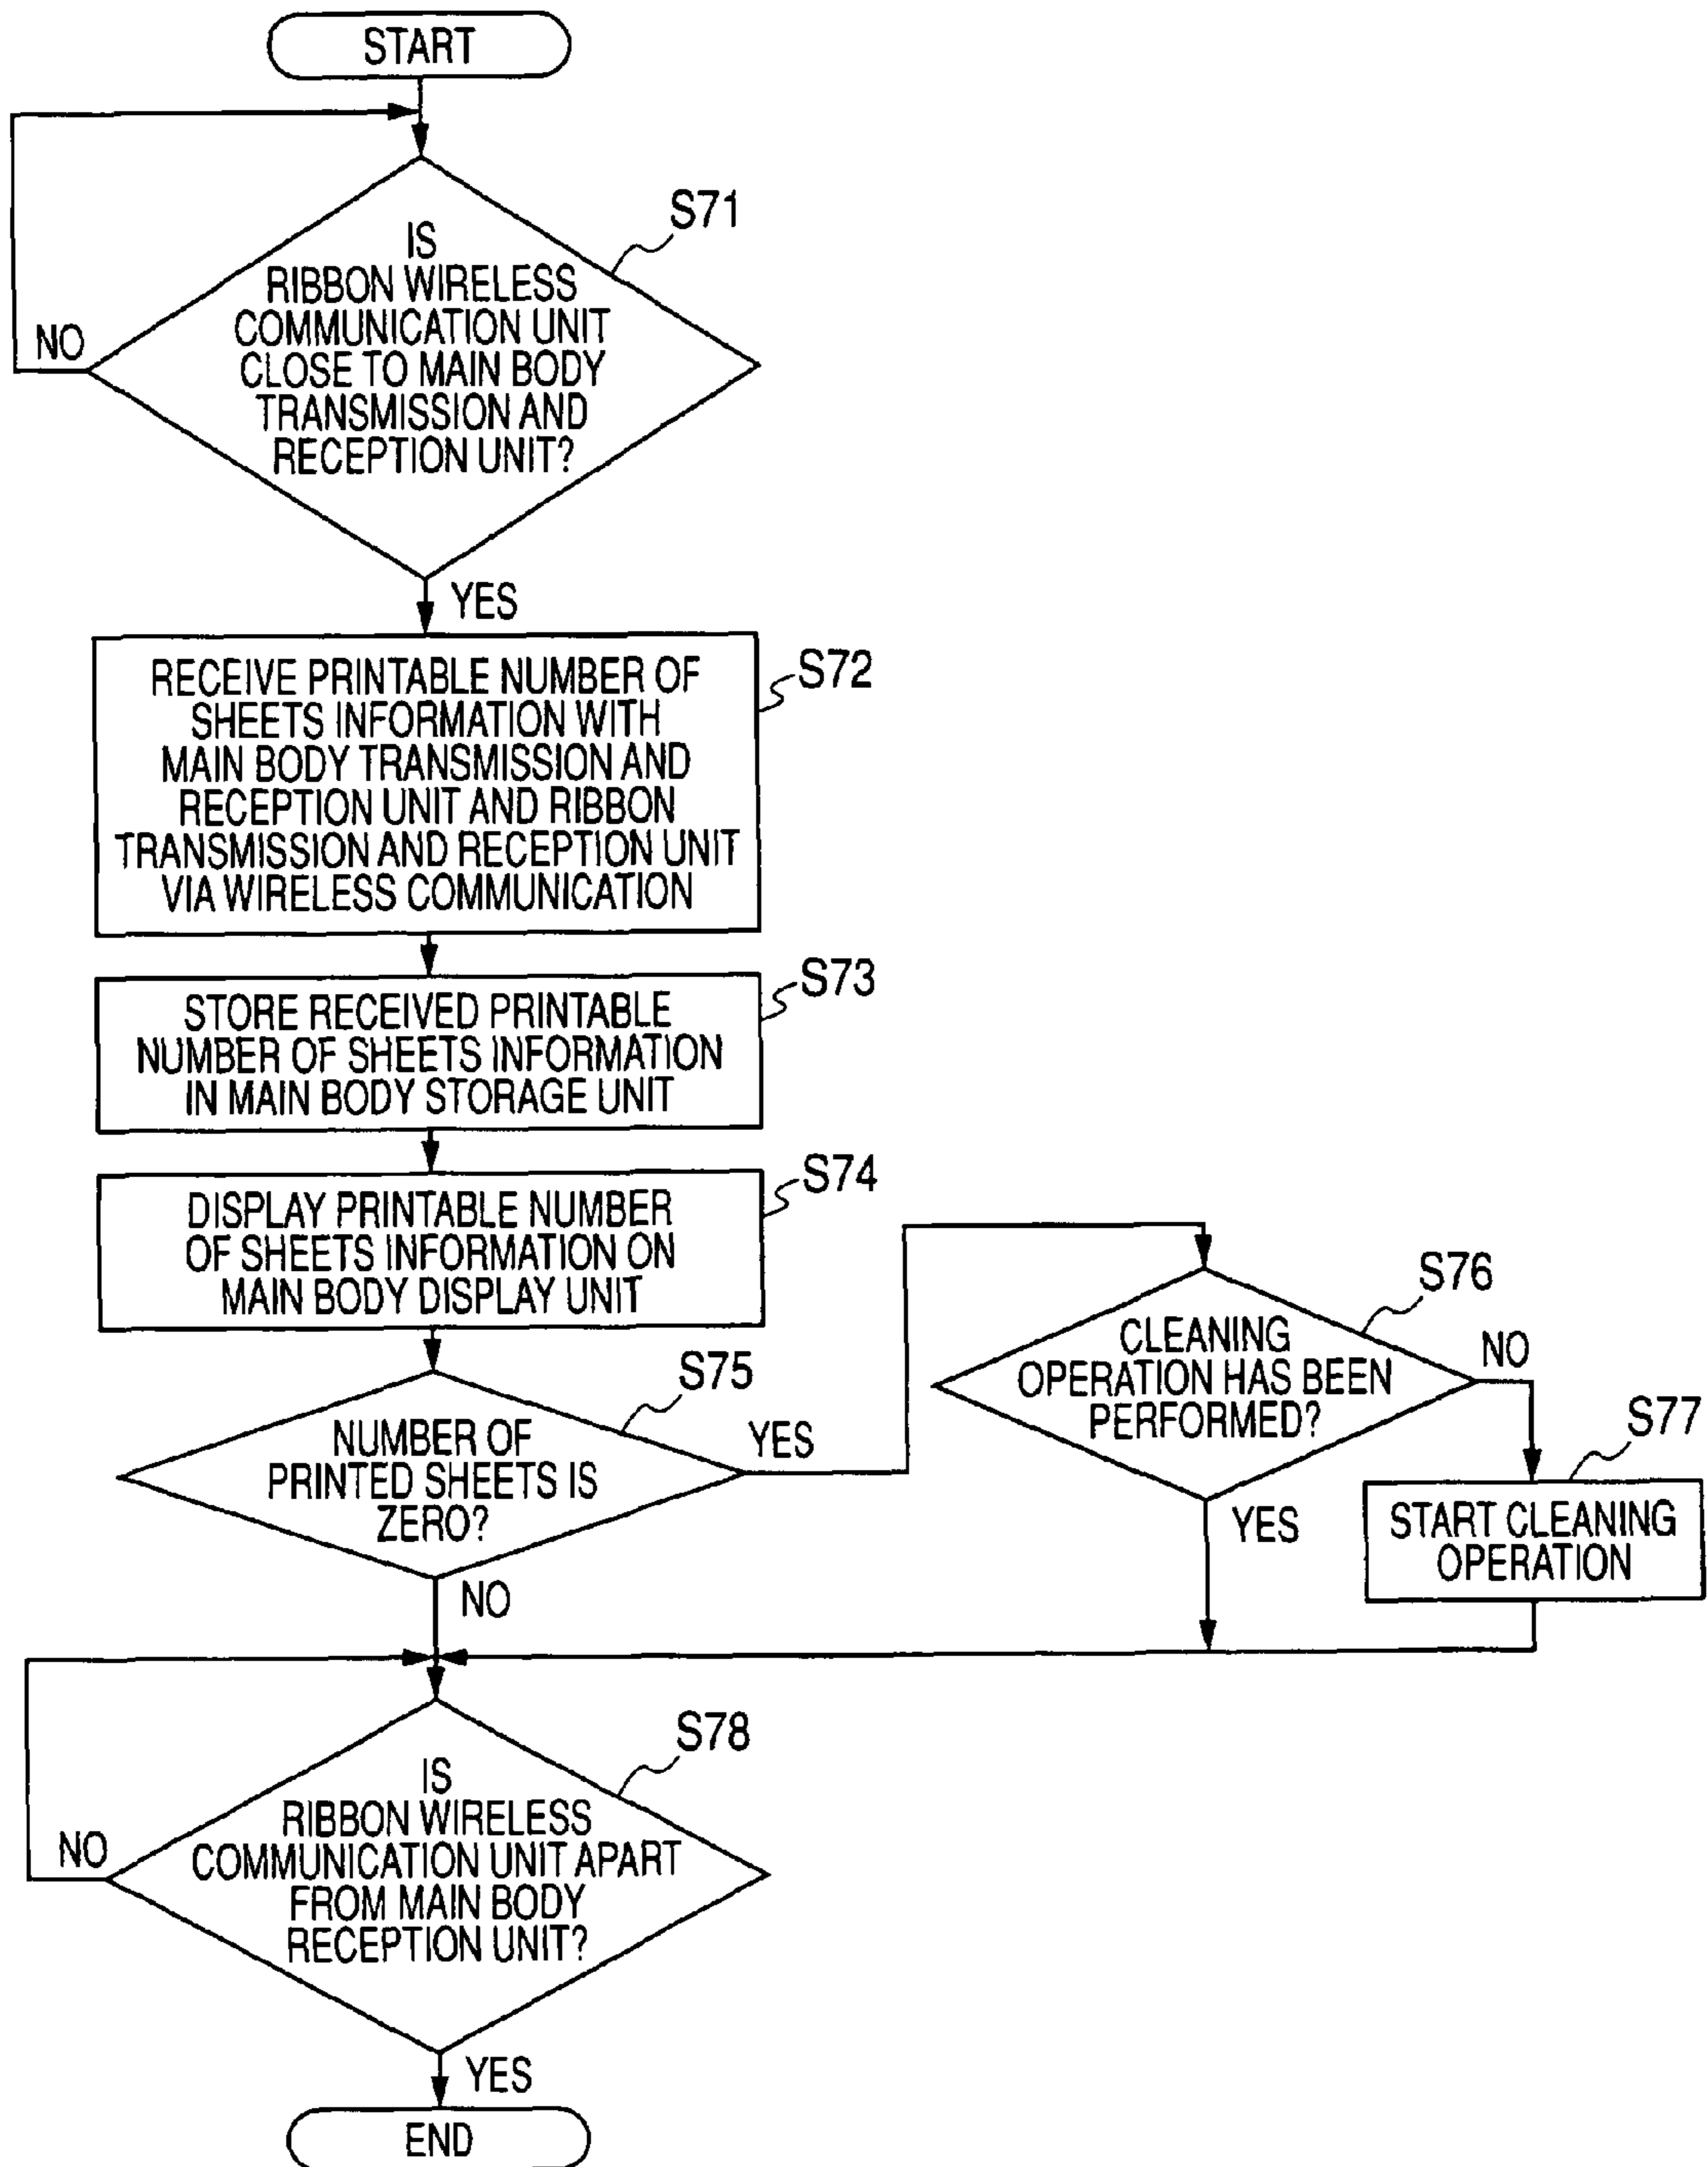 START
S71
IS
RIBBON WIRELESS
COMMUNICATION UNIT
CLOSE TO MAIN BODY
TRANSMISSION AND
RECEPTION UNIT?
NO
YES
S72
RECEIVE PRINTABLE NUMBER OF
SHEETS INFORMATION WITH
MAIN BODY TRANSMISSION AND
RECEPTION UNIT AND RIBBON
TRANSMISSION AND RECEPTION UNIT
VIA WIRELESS COMMUNICATION
S73
STORE RECEIVED PRINTABLE
NUMBER OF SHEETS INFORMATION
IN MAIN BODY STORAGE UNIT
S74
DISPLAY PRINTABLE NUMBER
OF SHEETS INFORMATION ON
MAIN BODY DISPLAY UNIT
S75
NUMBER OF
PRINTED SHEETS IS
ZERO?
YES
NO
S76
CLEANING
OPERATION HAS BEEN
PERFORMED?
NO
YES
S77
START CLEANING
OPERATION
S78
IS
RIBBON WIRELESS
COMMUNICATION UNIT APART
FROM MAIN BODY
RECEPTION UNIT?
NO
YES
END